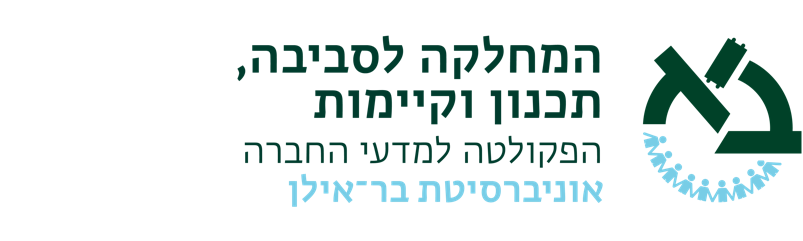 המחלקה לסביבה,
תכנון וקיימות
הפקולטה למדעי החברה
אוניברסיטת בר־אילן